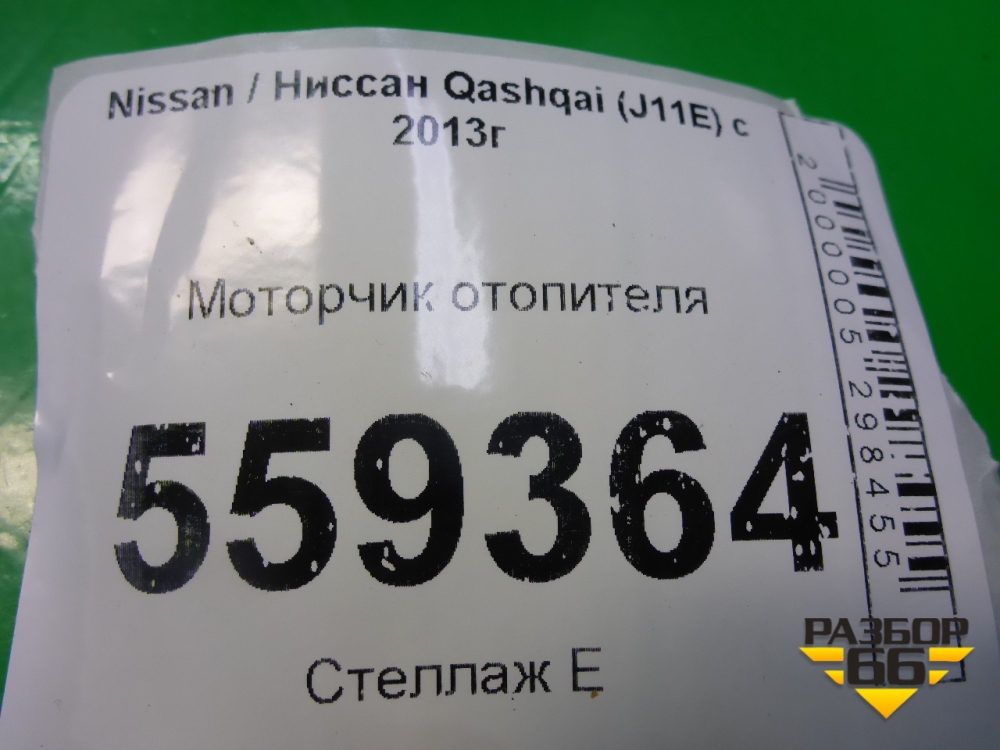 Nissan / Ниссан Qashqai (J11E) с
2013г
Моторчик отопителя
559364
Стеллаж Е
2000005298455
РАЗБОР
66